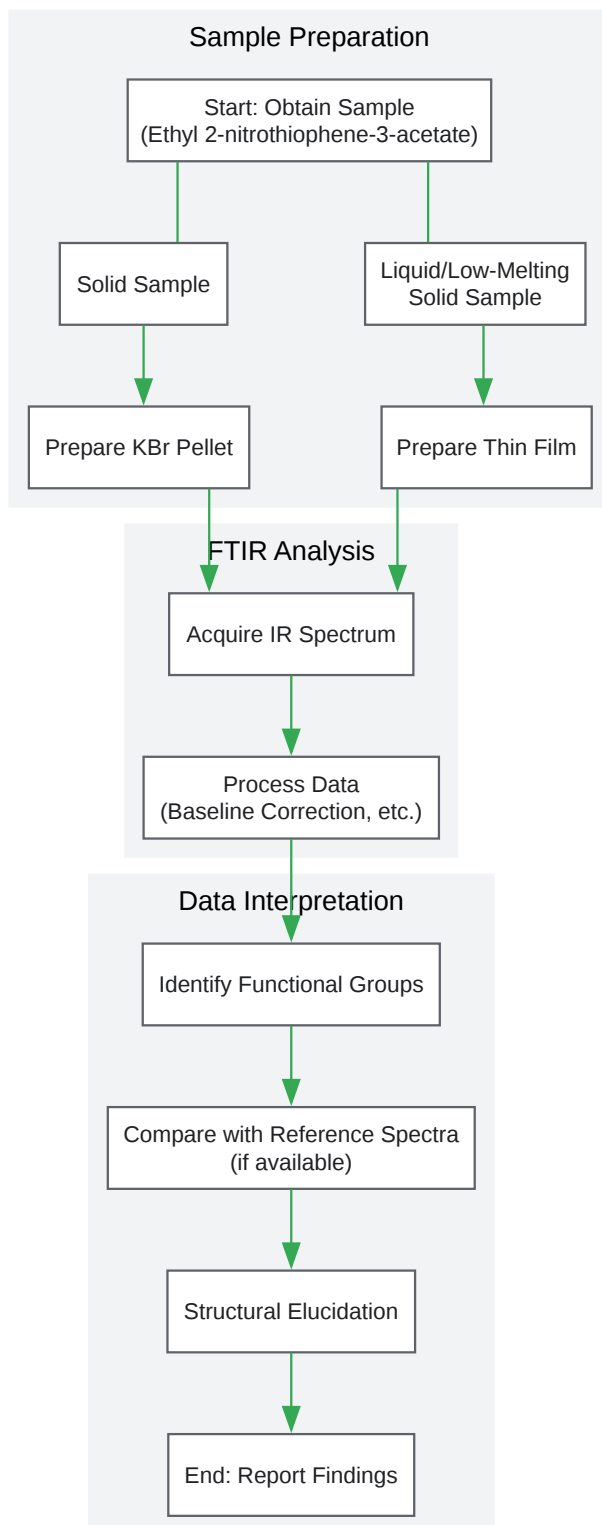 Sample Preparation
Start: Obtain Sample
(Ethyl 2-nitrothiophene-3-acetate)
Solid Sample
Liquid/Low-Melting
Solid Sample
Prepare KBr Pellet
Prepare Thin Film
FTIR Analysis
Acquire IR Spectrum
Process Data
(Baseline Correction, etc.)
Data Interpretation
Identify Functional Groups
Compare with Reference Spectra
(if available)
Structural Elucidation
End: Report Findings